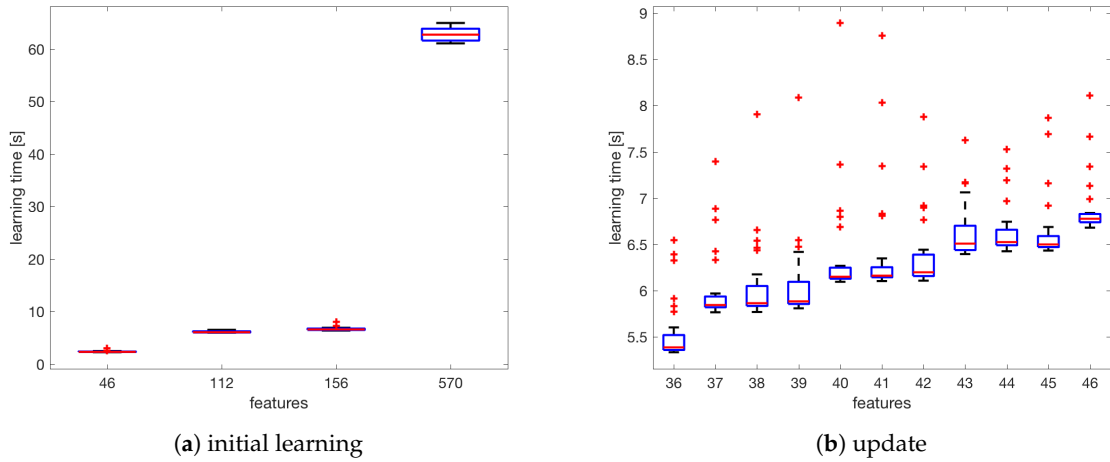 60
50
40
30
20
10
0
learning time [s]
46 112 156 570
features
(a) initial learning
9
8.5
8
7.5
7
6.5
6
5.5
learning time [s]
36 37 38 39 40 41 42 43 44 45 46
features
(b) update